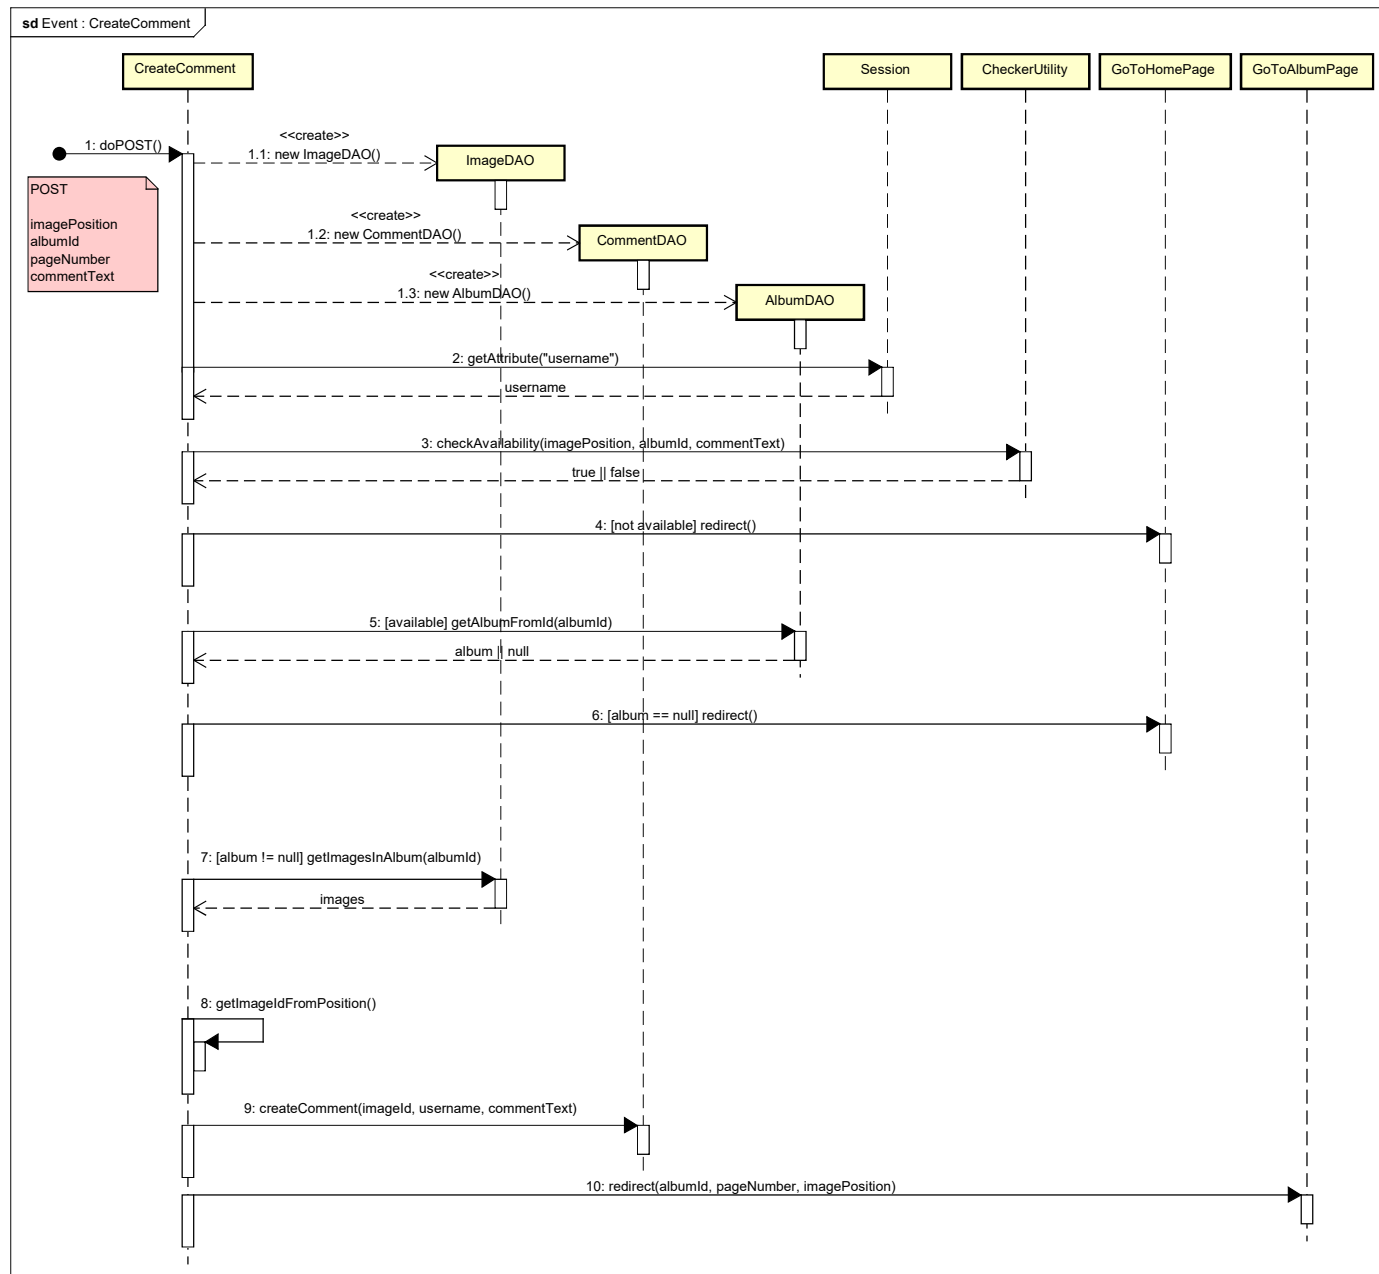 sd Event : CreateComment
CreateComment
Session
CheckerUtility
GoToHomePage
GoToAlbumPage
<<create>>
1: doPOST()
1.1: new ImageDAO()
ImageDAO
POST
imagePosition
albumId
pageNumber
commentText
<<create>>
1.2: new CommentDAO()
CommentDAO
<<create>>
1.3: new AlbumDAO()
AlbumDAO
2: getAttribute("username")
username
3: checkAvailability(imagePosition, albumId, commentText)
true || false
4: [not available] redirect()
5: [available] getAlbumFromId(albumId)
album || null
6: [album == null] redirect()
7: [album != null] getImagesInAlbum(albumId)
images
8: getImageIdFromPosition()
9: createComment(imageId, username, commentText)
10: redirect(albumId, pageNumber, imagePosition)